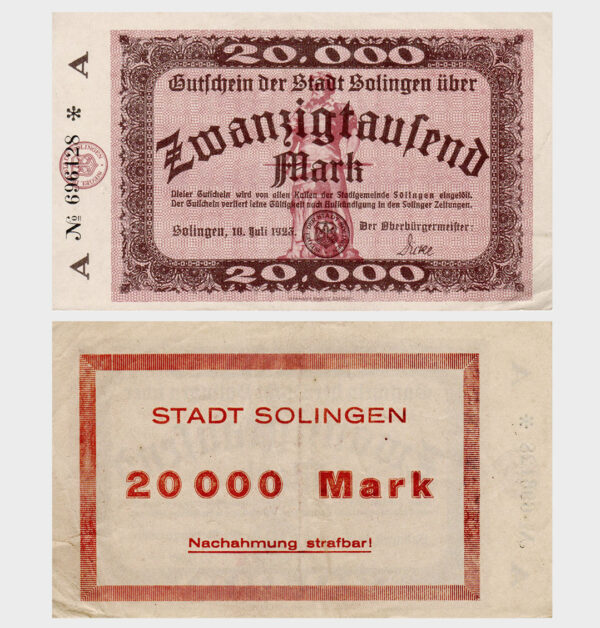 20.000
Gutschein der Stadt Solingen über
Zwanzigtausend
Mark
Dieser Gutschein wird von allen Kassen der Stadtgemeinde Solingen eingelöst.
Der Gutschein verliert seine Gültigkeit nach Aufkündigung in den Solinger Zeitungen.
Solingen, 18. Juli 1923.
Der Oberbürgermeister:
20.000
A № 696128 * A
STADT SOLINGEN
20000 Mark
Nachahmung strafbar!